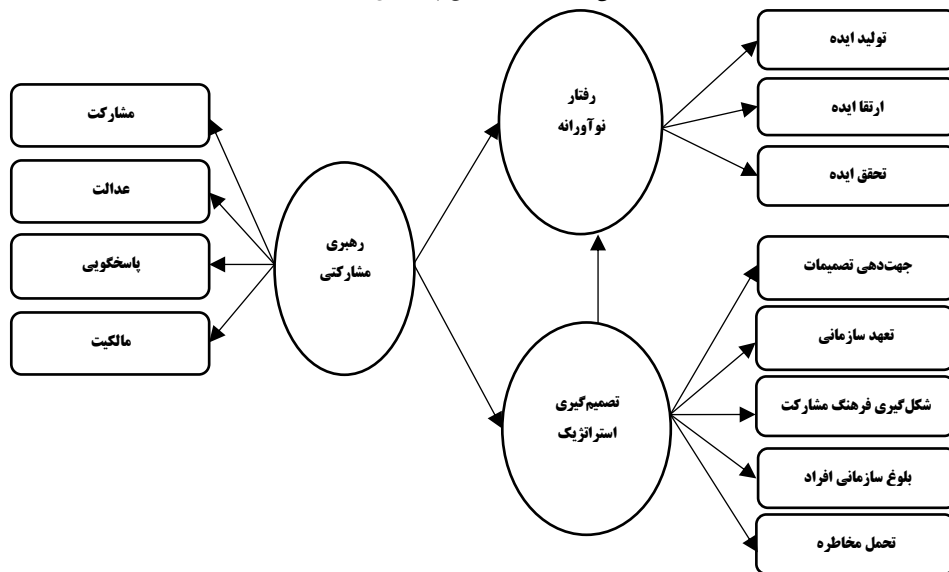 تولید ایده
رفتار
نوآورانه
ارتقا ایده
مشارکت
تحقق ایده
عدالت
رهبری
مشارکتی
پاسخگویی
جهت‌دهی تصمیمات
مالکیت
تعهد سازمانی
تصمیم‌گیری
استراتژیک
شکل‌گیری فرهنگ مشارکت
بلوغ سازمانی افراد
تحمل مخاطره